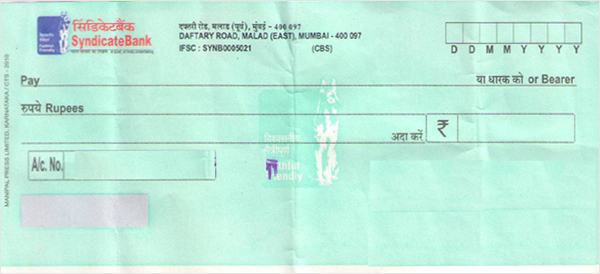 सिंडिकेटबैंक
SyndicateBank
दफ्तरी रोड, मालाड (पूर्व), मुंबई - 400 097
DAFTARY ROAD, MALAD (EAST), MUMBAI - 400 097
IFSC : SYNB0005021 (CBS)
D D M M Y Y Y Y
Pay या धारक को or Bearer
रुपये Rupees
अदा करें ₹
A/c. No.
MANIPAL PRESS LIMITED, KARNATAKA / CTS - 2010